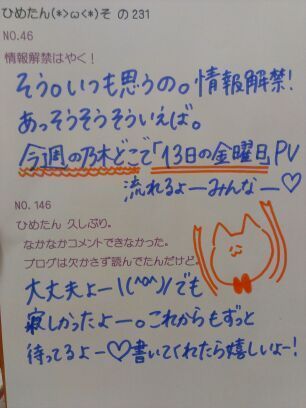 ひめたん(*>ω<*)そ の231
NO.46
情報解禁はやく!
そう。いつも思うの。情報解禁!
あっそうそうそういえば。
今週の乃木どこで「13日の金曜日」PV
流れるよーみんなー♡
NO.146
ひめたん 久しぶり。
なかなかコメントできなかった。
ブログは欠かさず読んでたんだけど。
大丈夫よー\(^^)/でも
寂しかったよー。これからもずっと
待ってるよー♡書いてくれたら嬉しいよー!